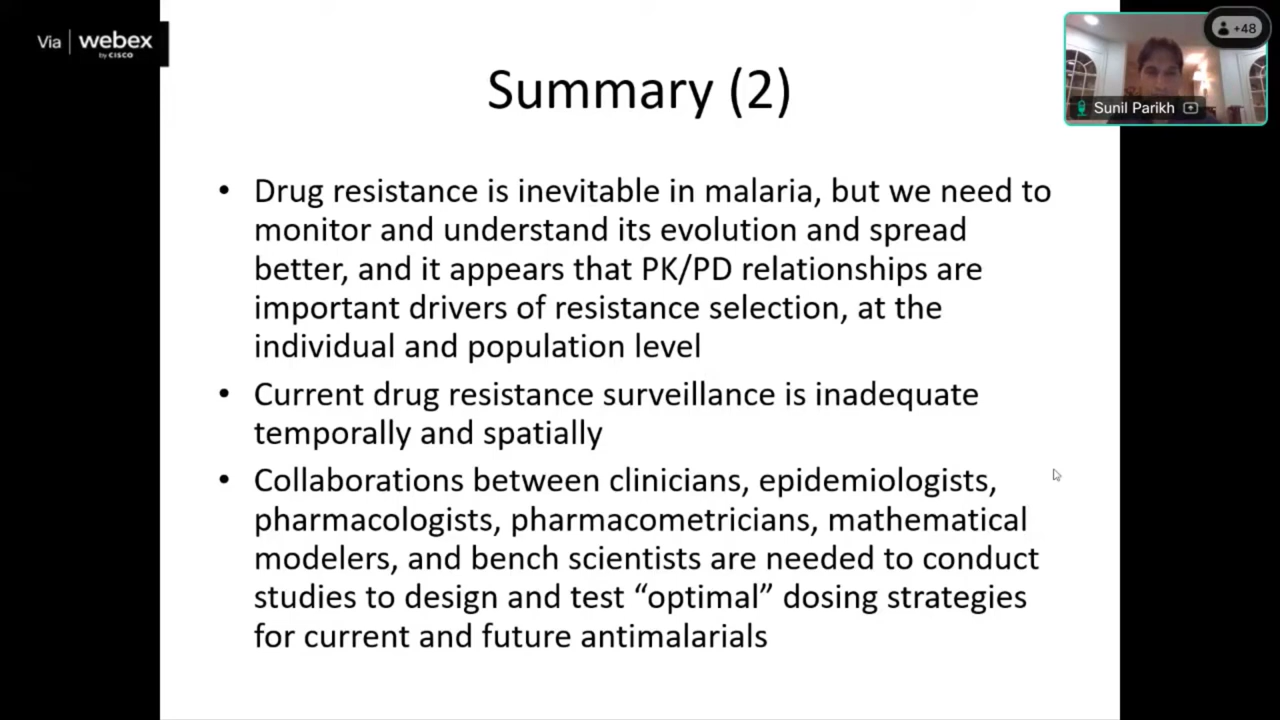 Via webex
by CISCO
+48
Sunil Parikh
Summary (2)
• Drug resistance is inevitable in malaria, but we need to
monitor and understand its evolution and spread
better, and it appears that PK/PD relationships are
important drivers of resistance selection, at the
individual and population level
• Current drug resistance surveillance is inadequate
temporally and spatially
• Collaborations between clinicians, epidemiologists,
pharmacologists, pharmacometricians, mathematical
modelers, and bench scientists are needed to conduct
studies to design and test “optimal” dosing strategies
for current and future antimalarials